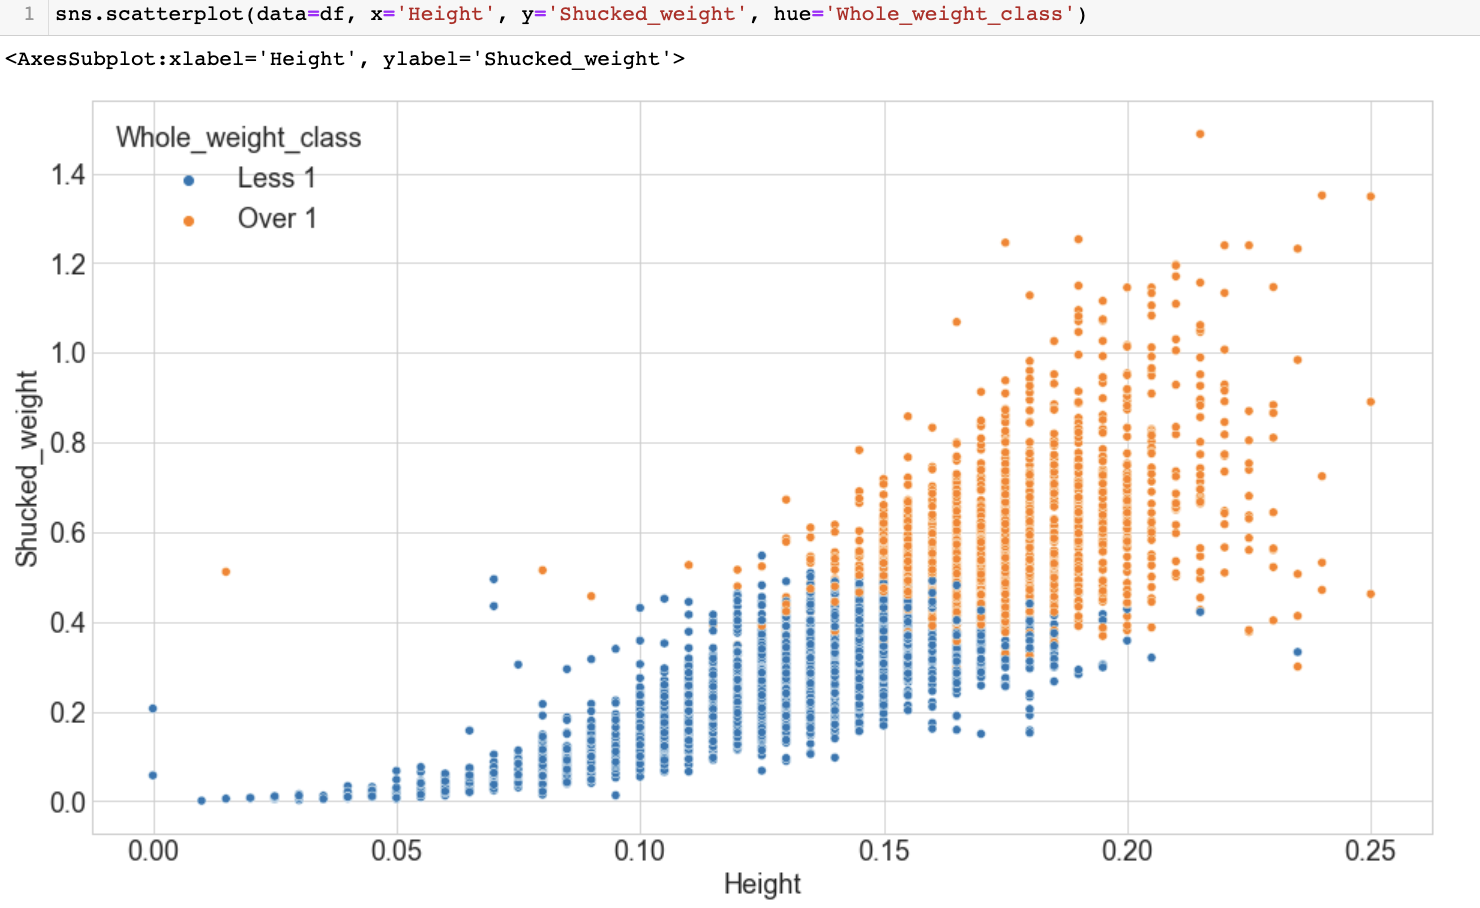 1 sns.scatterplot(data=df, x='Height', y='Shucked_weight', hue='Whole_weight_class')
<AxesSubplot:xlabel='Height', ylabel='Shucked_weight'>
Whole_weight_class
Less 1
Over 1
1.4
1.2
1.0
0.8
0.6
0.4
0.2
0.0
Shucked_weight
0.00 0.05 0.10 0.15 0.20 0.25
Height